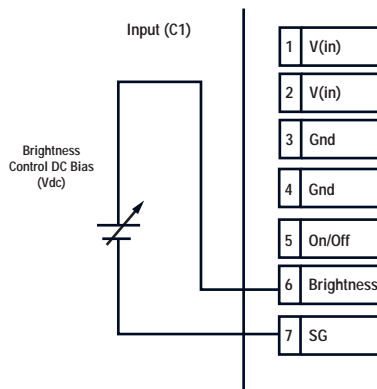 Input (C1)
1 V(in)
2 V(in)
3 Gnd
Brightness
Control DC Bias
(Vdc)
4 Gnd
5 On/Off
6 Brightness
7 SG